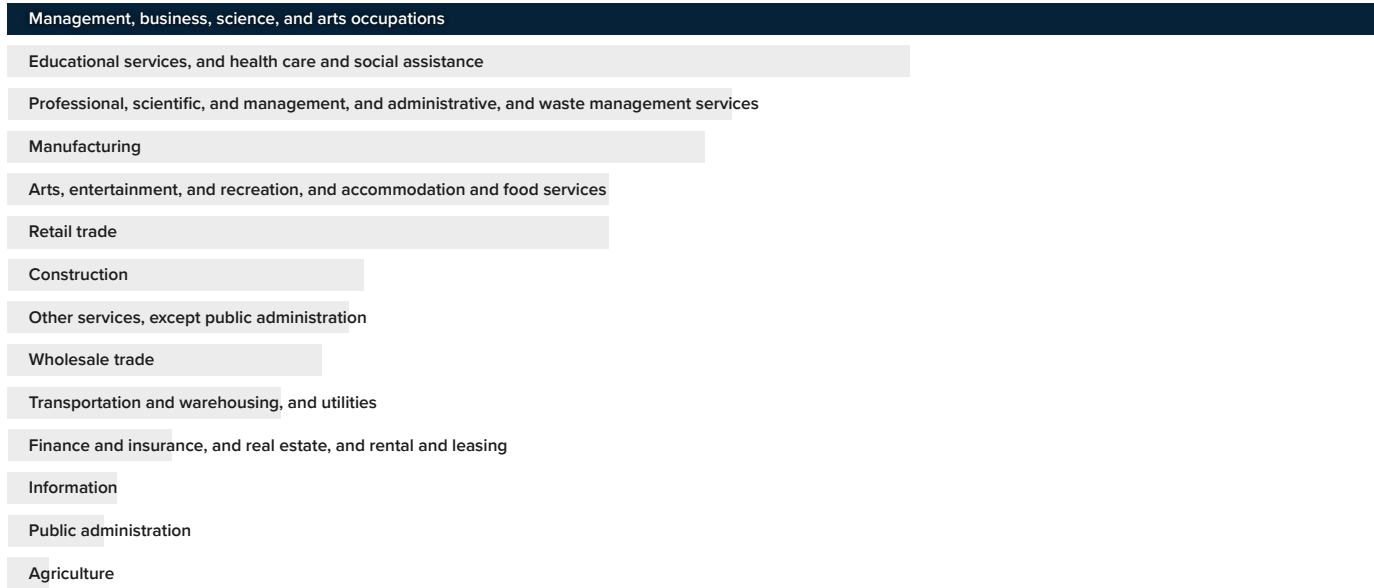 Management, business, science, and arts occupations
Educational services, and health care and social assistance
Professional, scientific, and management, and administrative, and waste management services
Manufacturing
Arts, entertainment, and recreation, and accommodation and food services
Retail trade
Construction
Other services, except public administration
Wholesale trade
Transportation and warehousing, and utilities
Finance and insurance, and real estate, and rental and leasing
Information
Public administration
Agriculture